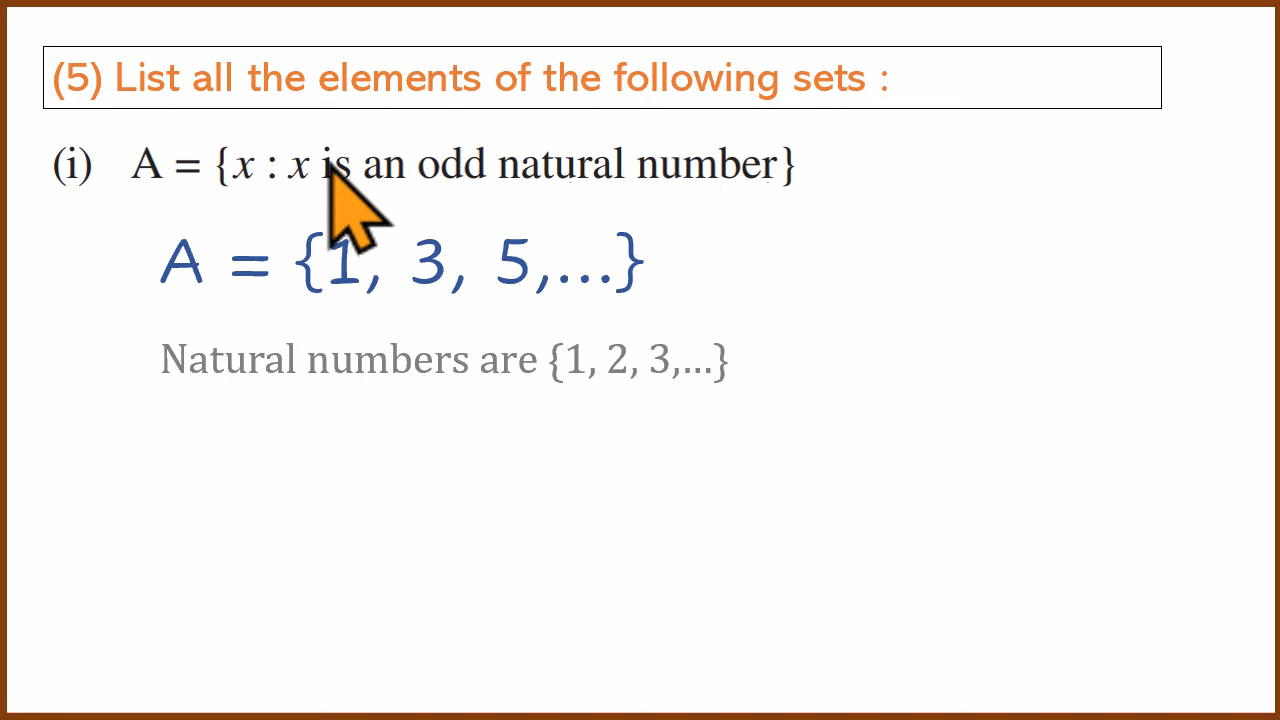 (5) List all the elements of the following sets :
(i) A = {x : x is an odd natural number}
A = {1, 3, 5,...}
Natural numbers are {1, 2, 3,...}